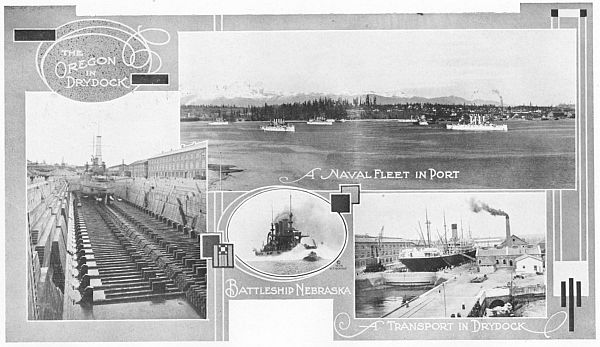 THE
OREGON
IN
DRYDOCK
A NAVAL FLEET IN PORT
BATTLESHIP NEBRASKA
A TRANSPORT IN DRYDOCK